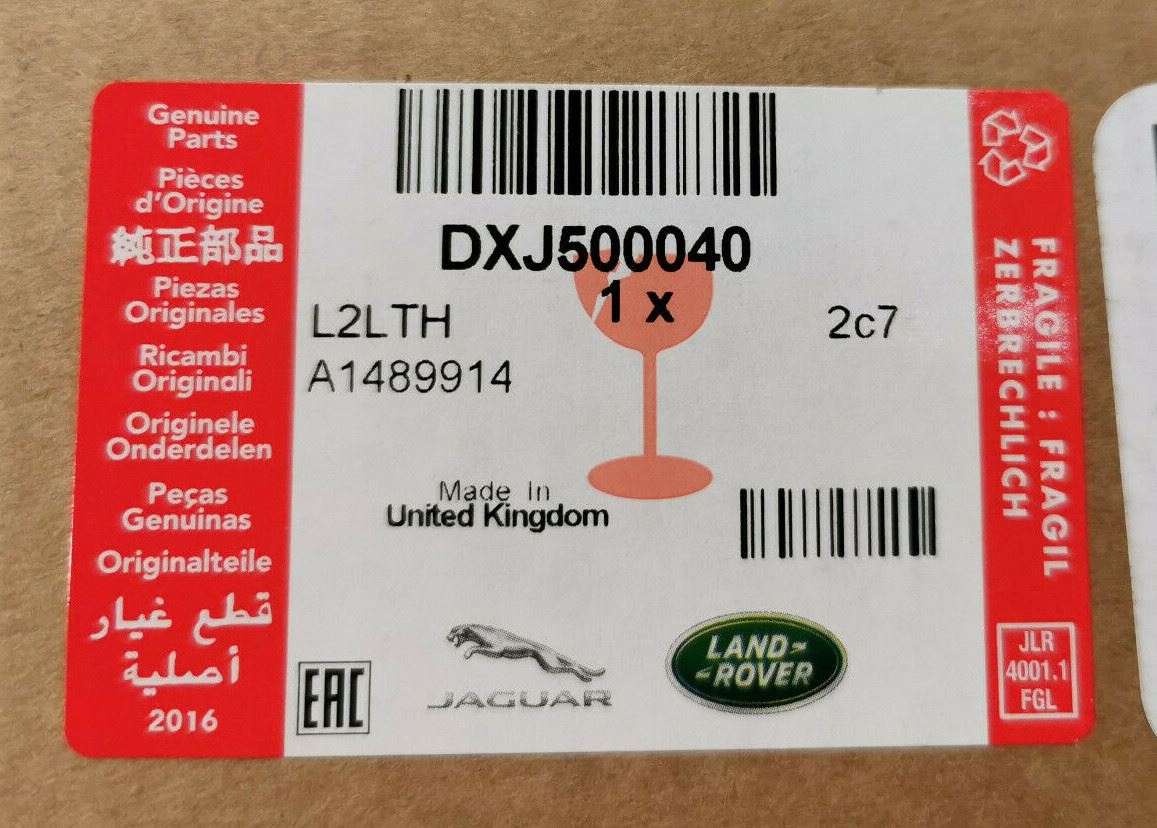 Genuine
Parts
Pièces
d'Origine
純正部品
Piezas
Originales
Ricambi
Originali
Originele
Onderdelen
Peças
Genuinas
Originalteile
قطع غيار
أصلية
2016
DXJ500040
1 x
L2LTH
2c7
A1489914
Made In
United Kingdom
EAC
JAGUAR
LAND-
-ROVER
FRAGILE : FRAGIL
ZERBRECHLICH
JLR
4001.1
FGL